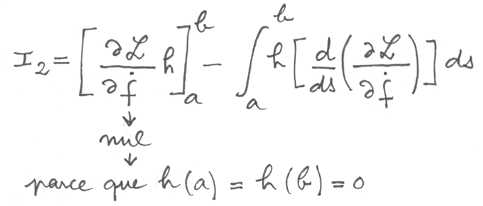 I₂ = [ ∂ℒ/∂ḟ h ]ₐᵇ − ∫ₐᵇ h [ d/ds ( ∂ℒ/∂ḟ ) ] ds
↓
nul
↓
parce que h(a) = h(b) = 0